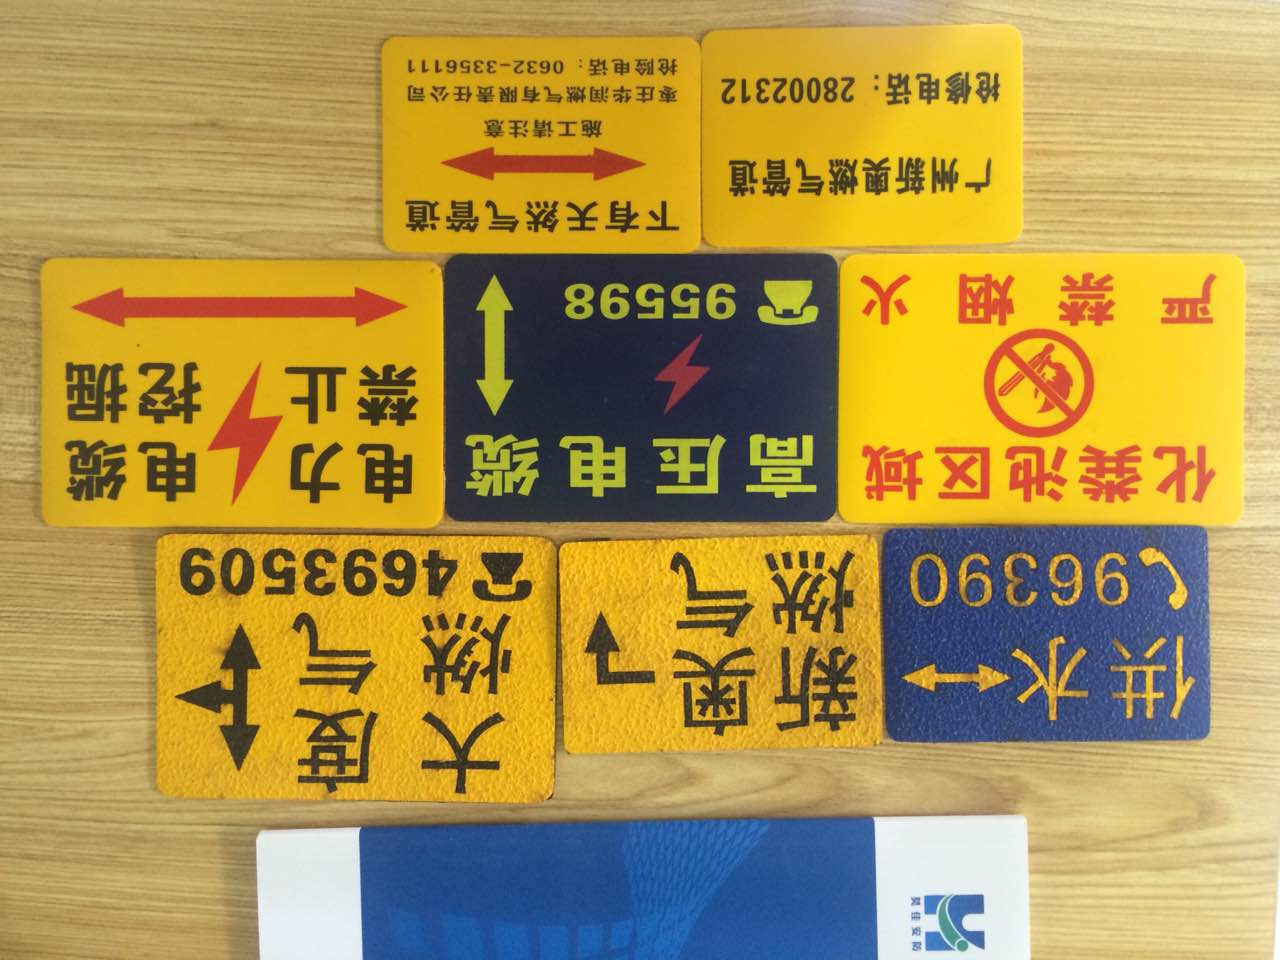 昊佳安防
供水
96390
新奥
燃气
大度
燃气
4693509
化粪池区域
严禁烟火
高压电缆
95598
电力电缆
禁止挖掘
广州新奥燃气管道
抢修电话：28002312
下有天然气管道
施工请注意
枣庄华润燃气有限责任公司
抢险电话：0632-3356111